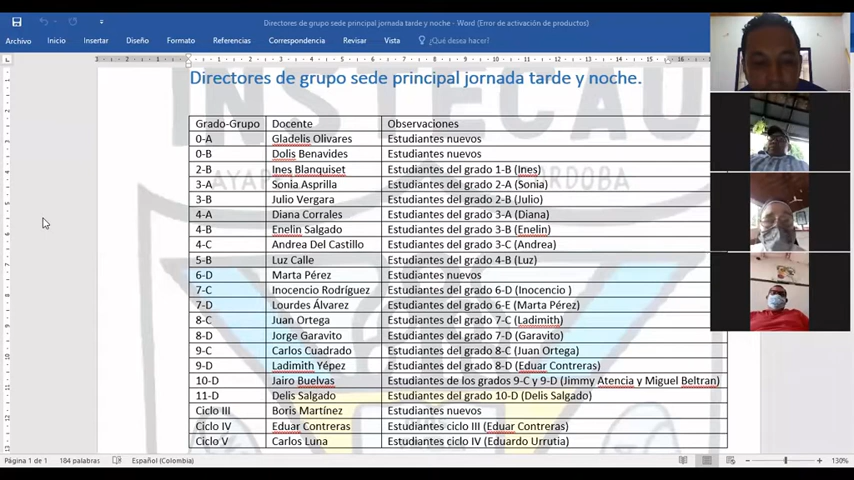 Directores de grupo sede principal jornada tarde y noche - Word (Error de activación de productos)
Archivo Inicio Insertar Diseño Formato Referencias Correspondencia Revisar Vista ¿Qué desea hacer?
INSTECAU
Directores de grupo sede principal jornada tarde y noche.
Grado-Grupo Docente Observaciones
0-A Gladelis Olivares Estudiantes nuevos
0-B Dolis Benavides Estudiantes nuevos
2-B Ines Blanquiset Estudiantes del grado 1-B (Ines)
3-A Sonia Asprilla Estudiantes del grado 2-A (Sonia)
3-B Julio Vergara Estudiantes del grado 2-B (Julio)
4-A Diana Corrales Estudiantes del grado 3-A (Diana)
4-B Enelin Salgado Estudiantes del grado 3-B (Enelin)
4-C Andrea Del Castillo Estudiantes del grado 3-C (Andrea)
5-B Luz Calle Estudiantes del grado 4-B (Luz)
6-D Marta Pérez Estudiantes nuevos
7-C Inocencio Rodríguez Estudiantes del grado 6-D (Inocencio )
7-D Lourdes Álvarez Estudiantes del grado 6-E (Marta Pérez)
8-C Juan Ortega Estudiantes del grado 7-C (Ladimith)
8-D Jorge Garavito Estudiantes del grado 7-D (Garavito)
9-C Carlos Cuadrado Estudiantes del grado 8-C (Juan Ortega)
9-D Ladimith Yépez Estudiantes del grado 8-D (Eduar Contreras)
10-D Jairo Buelvas Estudiantes de los grados 9-C y 9-D (Jimmy Atencia y Miguel Beltran)
11-D Delis Salgado Estudiantes del grado 10-D (Delis Salgado)
Ciclo III Boris Martínez Estudiantes nuevos
Ciclo IV Eduar Contreras Estudiantes ciclo III (Eduar Contreras)
Ciclo V Carlos Luna Estudiantes ciclo IV (Eduardo Urrutia)
Página 1 de 1 184 palabras Español (Colombia) 130%